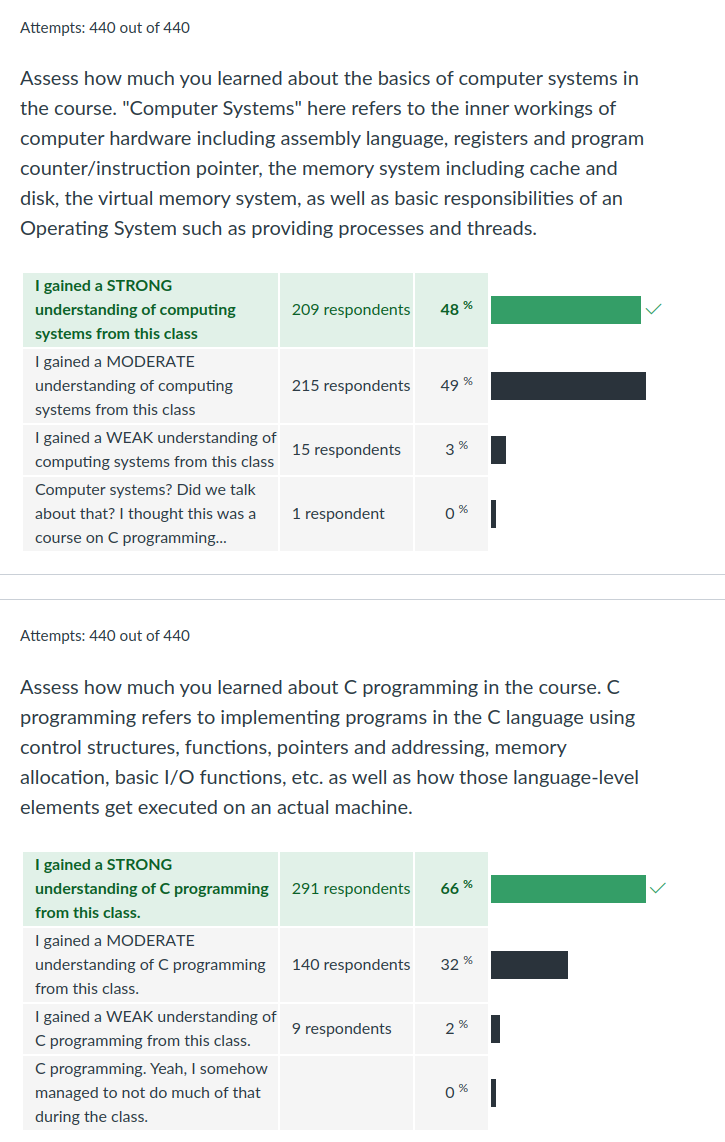 Attempts: 440 out of 440
Assess how much you learned about the basics of computer systems in
the course. "Computer Systems" here refers to the inner workings of
computer hardware including assembly language, registers and program
counter/instruction pointer, the memory system including cache and
disk, the virtual memory system, as well as basic responsibilities of an
Operating System such as providing processes and threads.
I gained a STRONG
understanding of computing
systems from this class
209 respondents
48 %
I gained a MODERATE
understanding of computing
systems from this class
215 respondents
49 %
I gained a WEAK understanding of
computing systems from this class
15 respondents
3 %
Computer systems? Did we talk
about that? I thought this was a
course on C programming...
1 respondent
0 %
Attempts: 440 out of 440
Assess how much you learned about C programming in the course. C
programming refers to implementing programs in the C language using
control structures, functions, pointers and addressing, memory
allocation, basic I/O functions, etc. as well as how those language-level
elements get executed on an actual machine.
I gained a STRONG
understanding of C programming
from this class.
291 respondents
66 %
I gained a MODERATE
understanding of C programming
from this class.
140 respondents
32 %
I gained a WEAK understanding of
C programming from this class.
9 respondents
2 %
C programming. Yeah, I somehow
managed to not do much of that
during the class.
0 %